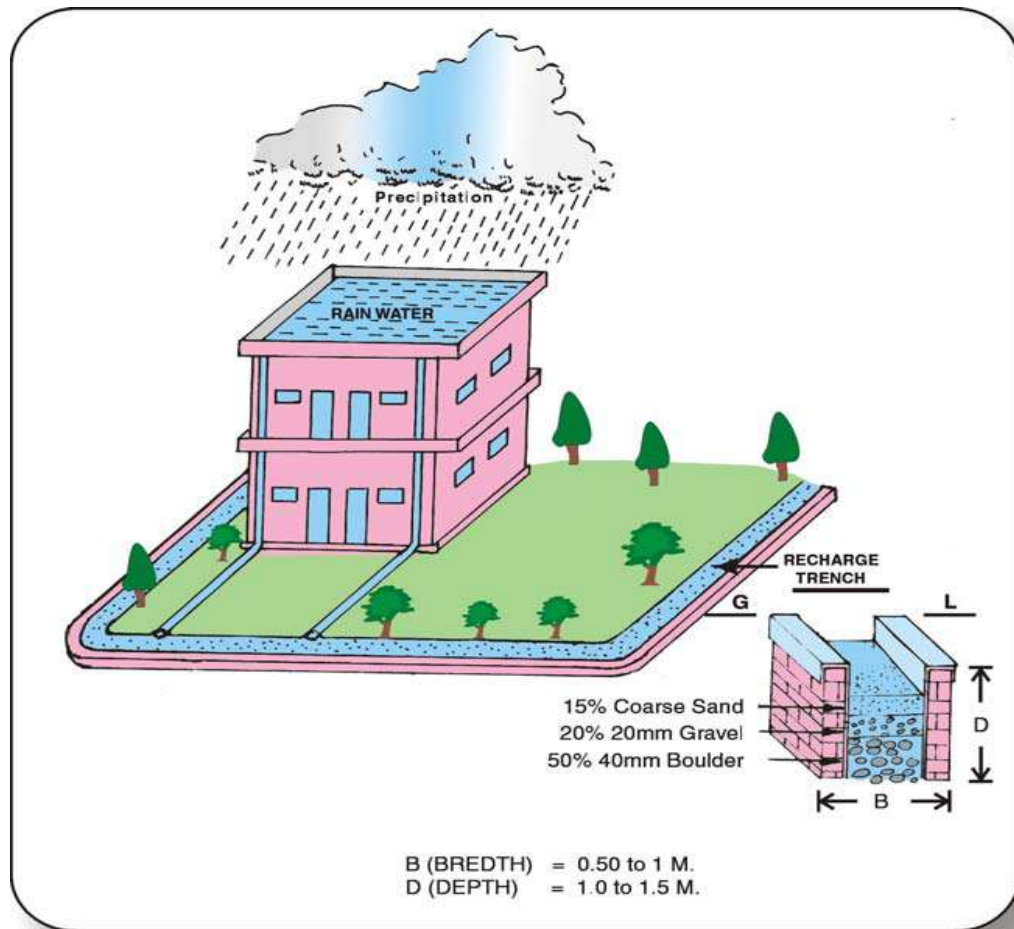 Precipitation
RAIN WATER
RECHARGE
TRENCH
G L
15% Coarse Sand
20% 20mm Gravel
50% 40mm Boulder
D
B
B (BREDTH) = 0.50 to 1 M.
D (DEPTH) = 1.0 to 1.5 M.